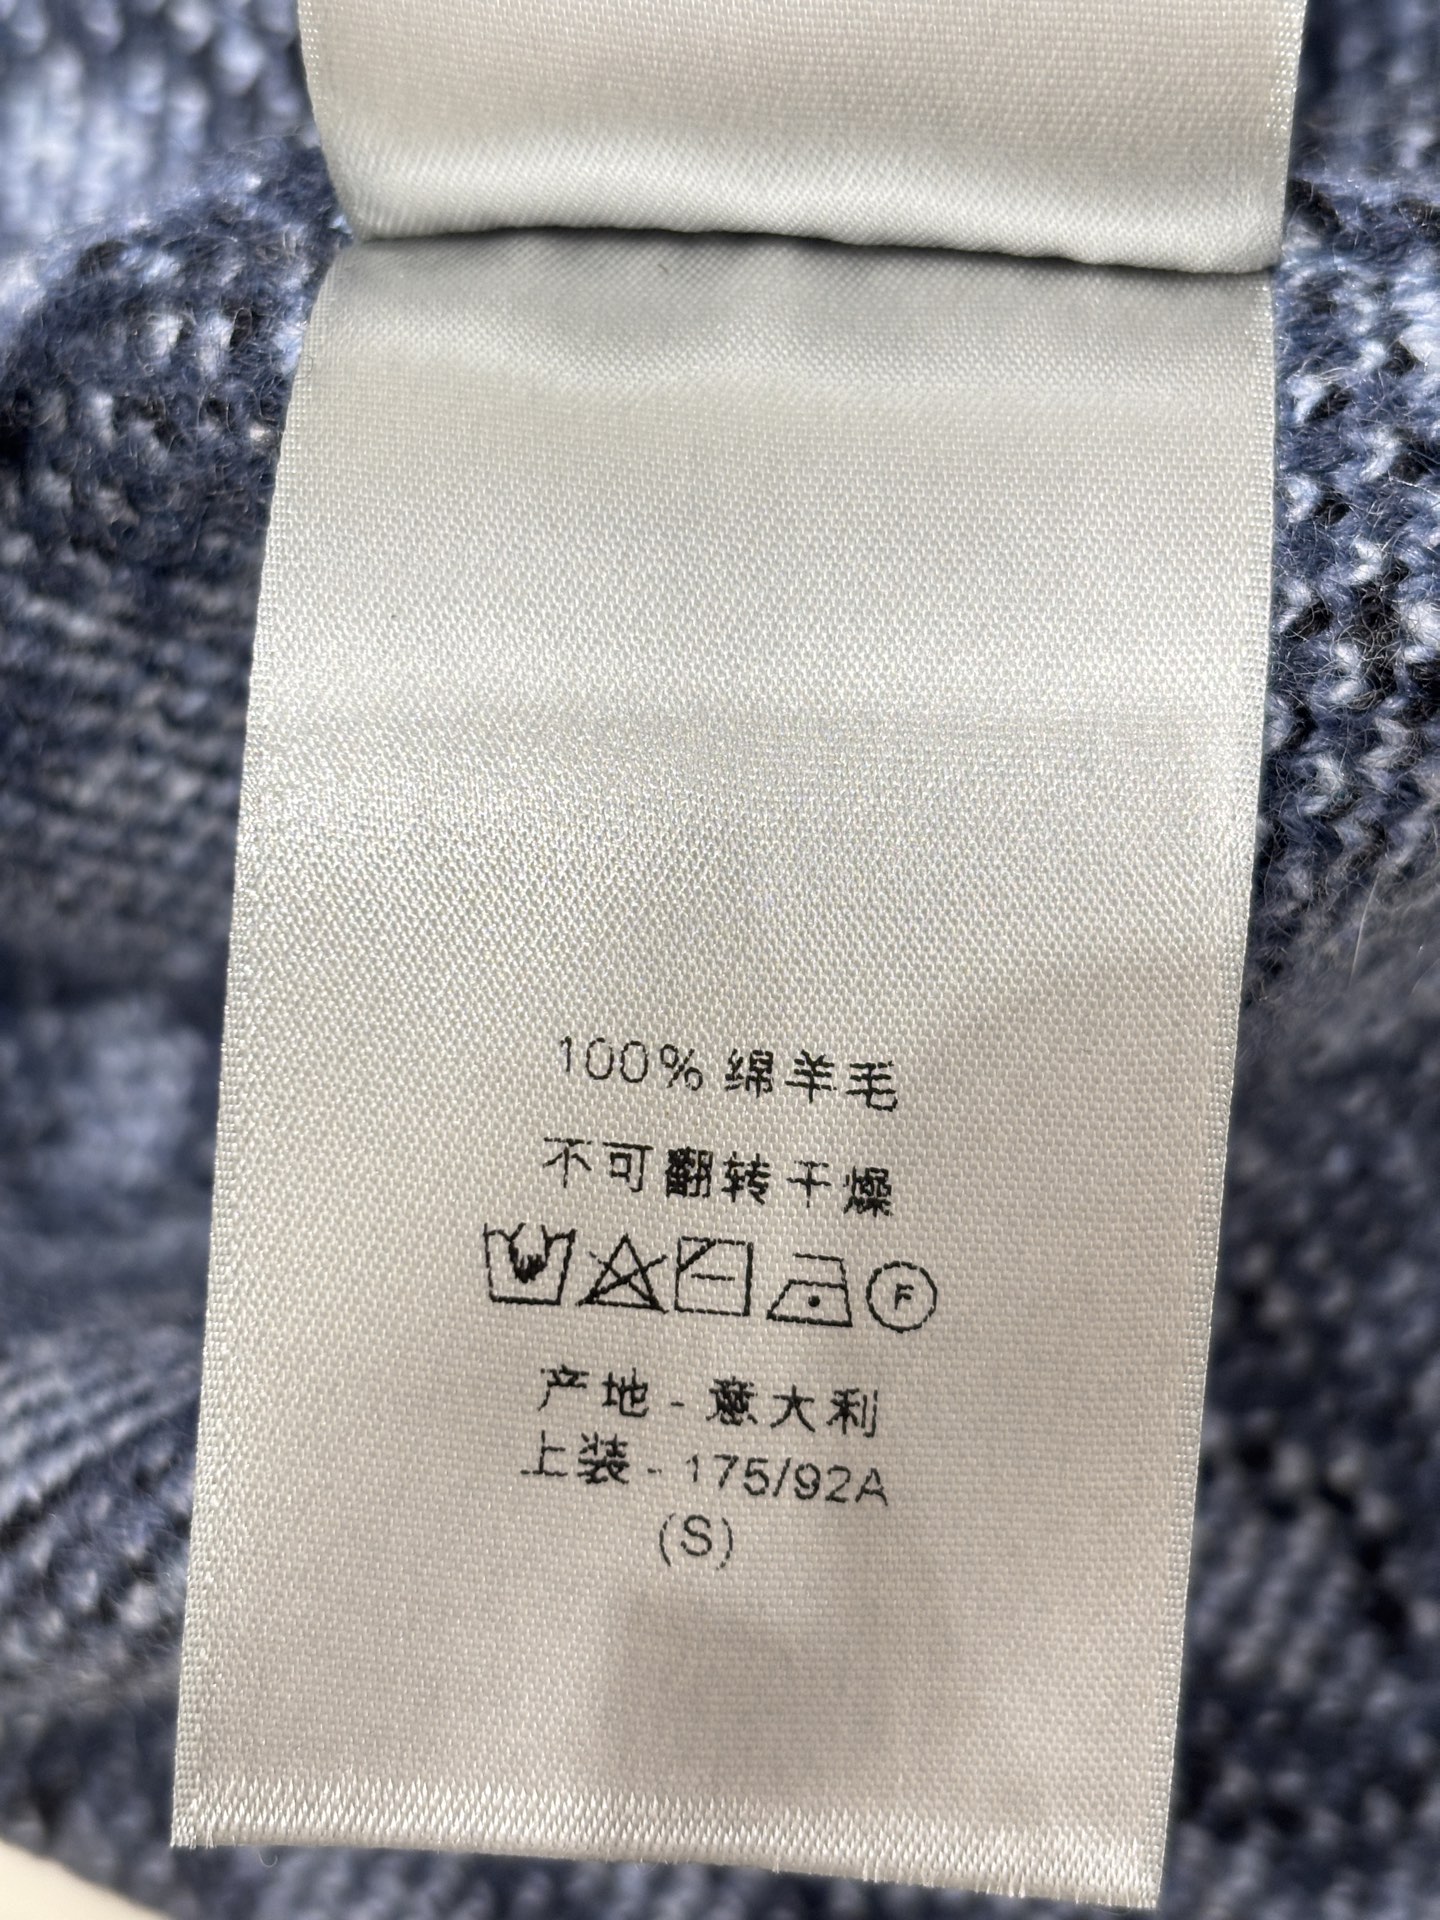 100% 绵羊毛
不可翻转干燥
F
产地 - 意大利
上装 - 175/92A
(S)